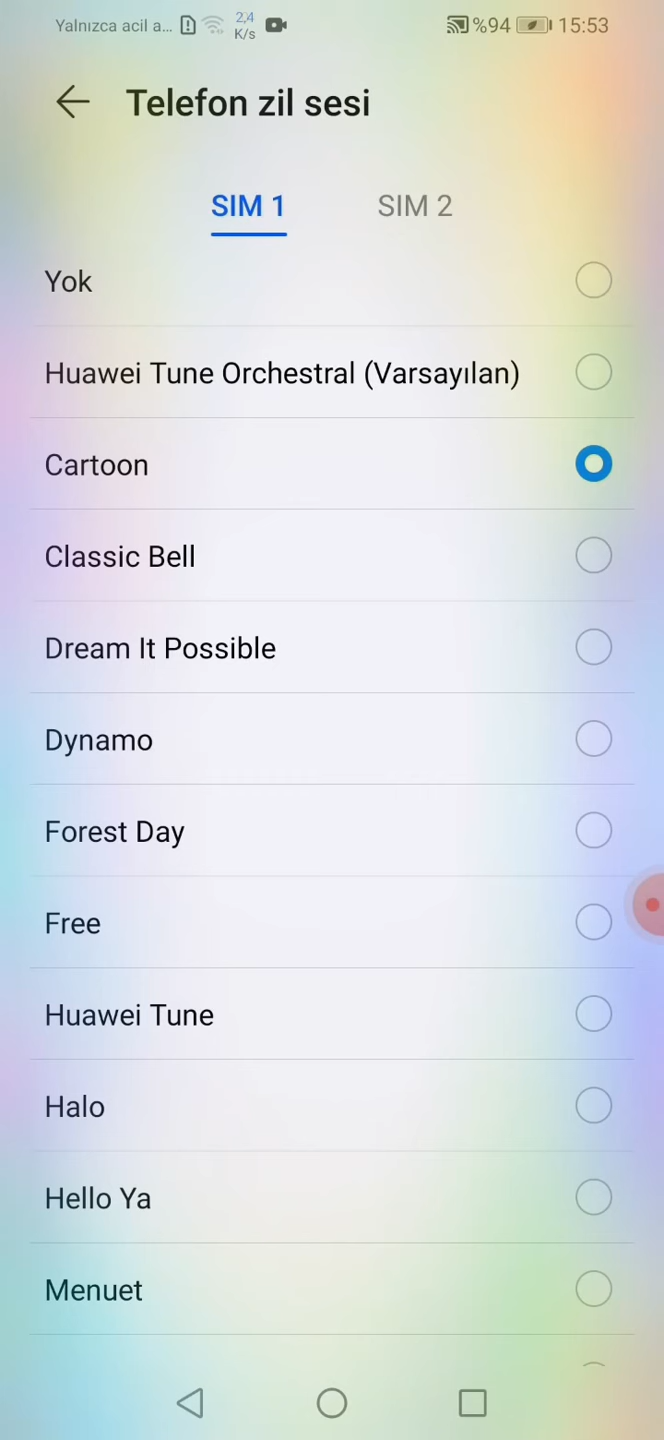 Yalnızca acil a... 2,4 K/s %94 15:53
Telefon zil sesi
SIM 1 SIM 2
Yok
Huawei Tune Orchestral (Varsayılan)
Cartoon
Classic Bell
Dream It Possible
Dynamo
Forest Day
Free
Huawei Tune
Halo
Hello Ya
Menuet